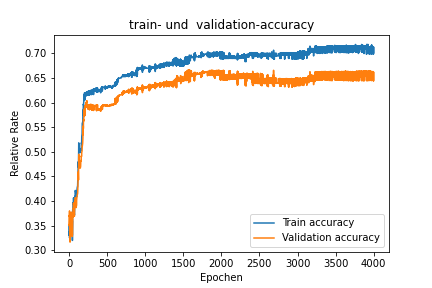 train- und  validation-accuracy
Relative Rate
0.70
0.65
0.60
0.55
0.50
0.45
0.40
0.35
0.30
Train accuracy
Validation accuracy
0 500 1000 1500 2000 2500 3000 3500 4000
Epochen